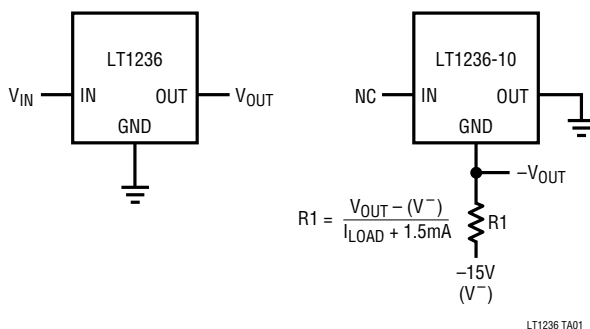 LT1236
V_IN
IN
OUT
V_OUT
GND
LT1236-10
NC
IN
OUT
GND
–V_OUT
R1 = (V_OUT – (V⁻)) / (I_LOAD + 1.5mA)
R1
–15V
(V⁻)
LT1236 TA01